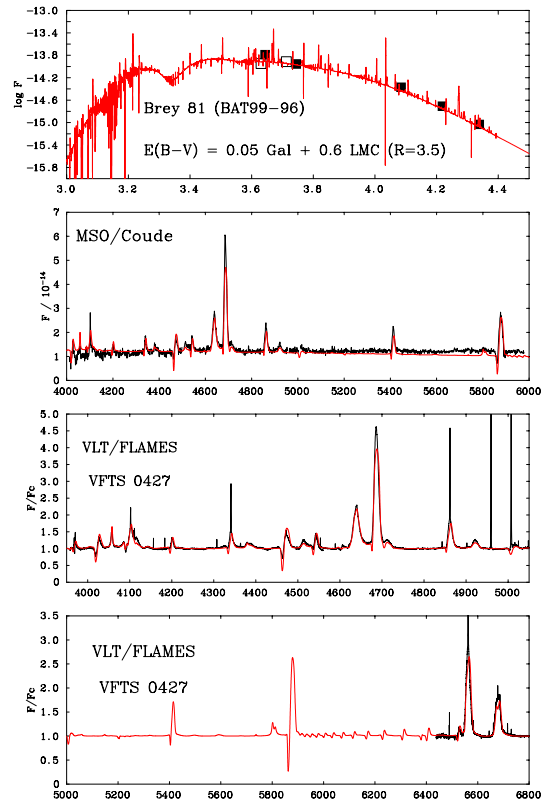 -13.0
-13.8
-14.6
-15.0
-15.8
log F
Brey 81 (BAT99-96)
E(B-V) = 0.05 Gal + 0.6 LMC (R=3.5)
3.0 3.2 3.4 3.6 3.8 4.0 4.2 4.4
7
6
5
4
3
2
1
0
F / 10⁻¹⁴
MSO/Coude
4000 4200 4400 4600 4800 5000 5200 5400 5600 5800 6000
5.0
4.5
4.0
3.5
3.0
2.5
2.0
1.5
1.0
0.5
0
F/Fc
VLT/FLAMES
VFTS 0427
4000 4100 4200 4300 4400 4500 4600 4700 4800 4900 5000
3.5
3.0
2.5
2.0
1.5
1.0
0.5
0
F/Fc
VLT/FLAMES
VFTS 0427
5000 5200 5400 5600 5800 6000 6200 6400 6600 6800